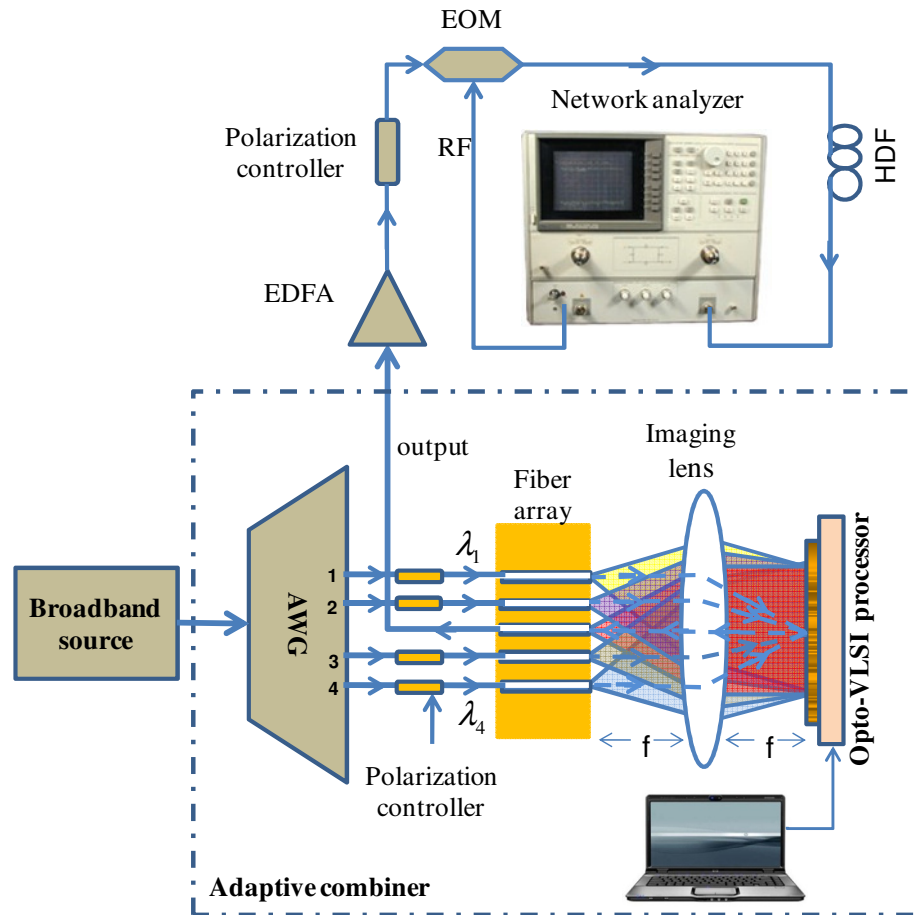 EOM
Network analyzer
Polarization
controller
RF
HDF
EDFA
output
Imaging
lens
Fiber
array
Broadband
source
AWG
1
2
3
4
λ1
λ4
f
f
Opto-VLSI processor
Polarization
controller
Adaptive combiner